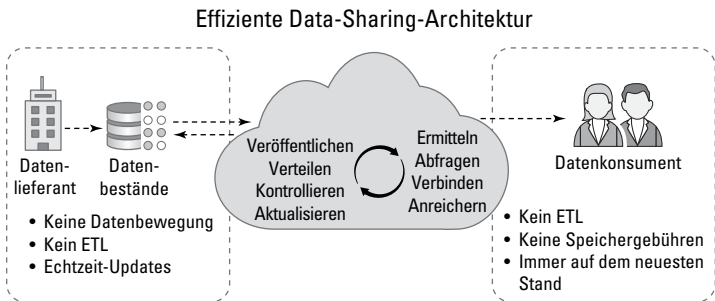 Effiziente Data-Sharing-Architektur
Daten-
lieferant
Daten-
bestände
• Keine Datenbewegung
• Kein ETL
• Echtzeit-Updates
Veröffentlichen
Verteilen
Kontrollieren
Aktualisieren
Ermitteln
Abfragen
Verbinden
Anreichern
Datenkonsument
• Kein ETL
• Keine Speichergebühren
• Immer auf dem neuesten
Stand